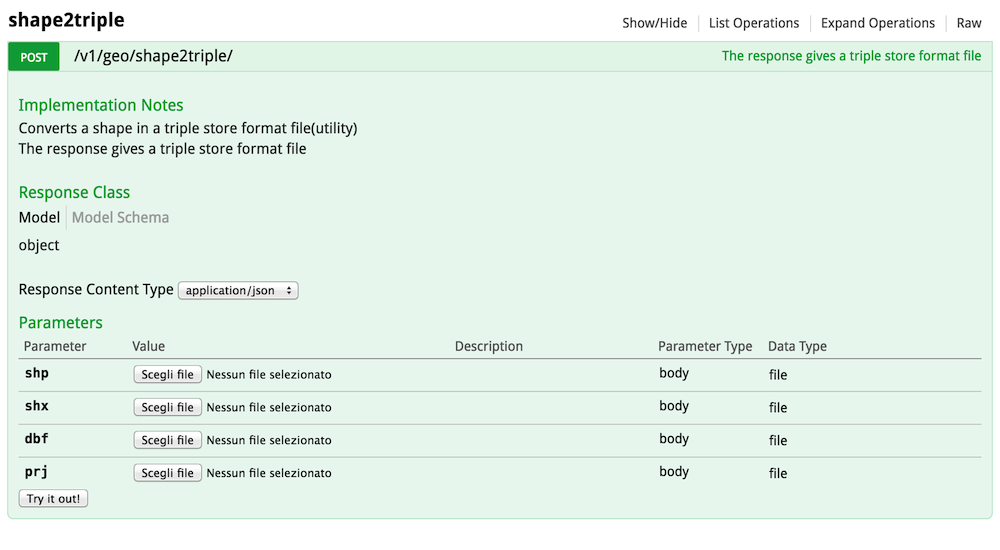 shape2triple
Show/Hide List Operations Expand Operations Raw
POST /v1/geo/shape2triple/ The response gives a triple store format file
Implementation Notes
Converts a shape in a triple store format file(utility)
The response gives a triple store format file
Response Class
Model Model Schema
object
Response Content Type application/json
Parameters
Parameter Value Description Parameter Type Data Type
shp Scegli file Nessun file selezionato body file
shx Scegli file Nessun file selezionato body file
dbf Scegli file Nessun file selezionato body file
prj Scegli file Nessun file selezionato body file
Try it out!